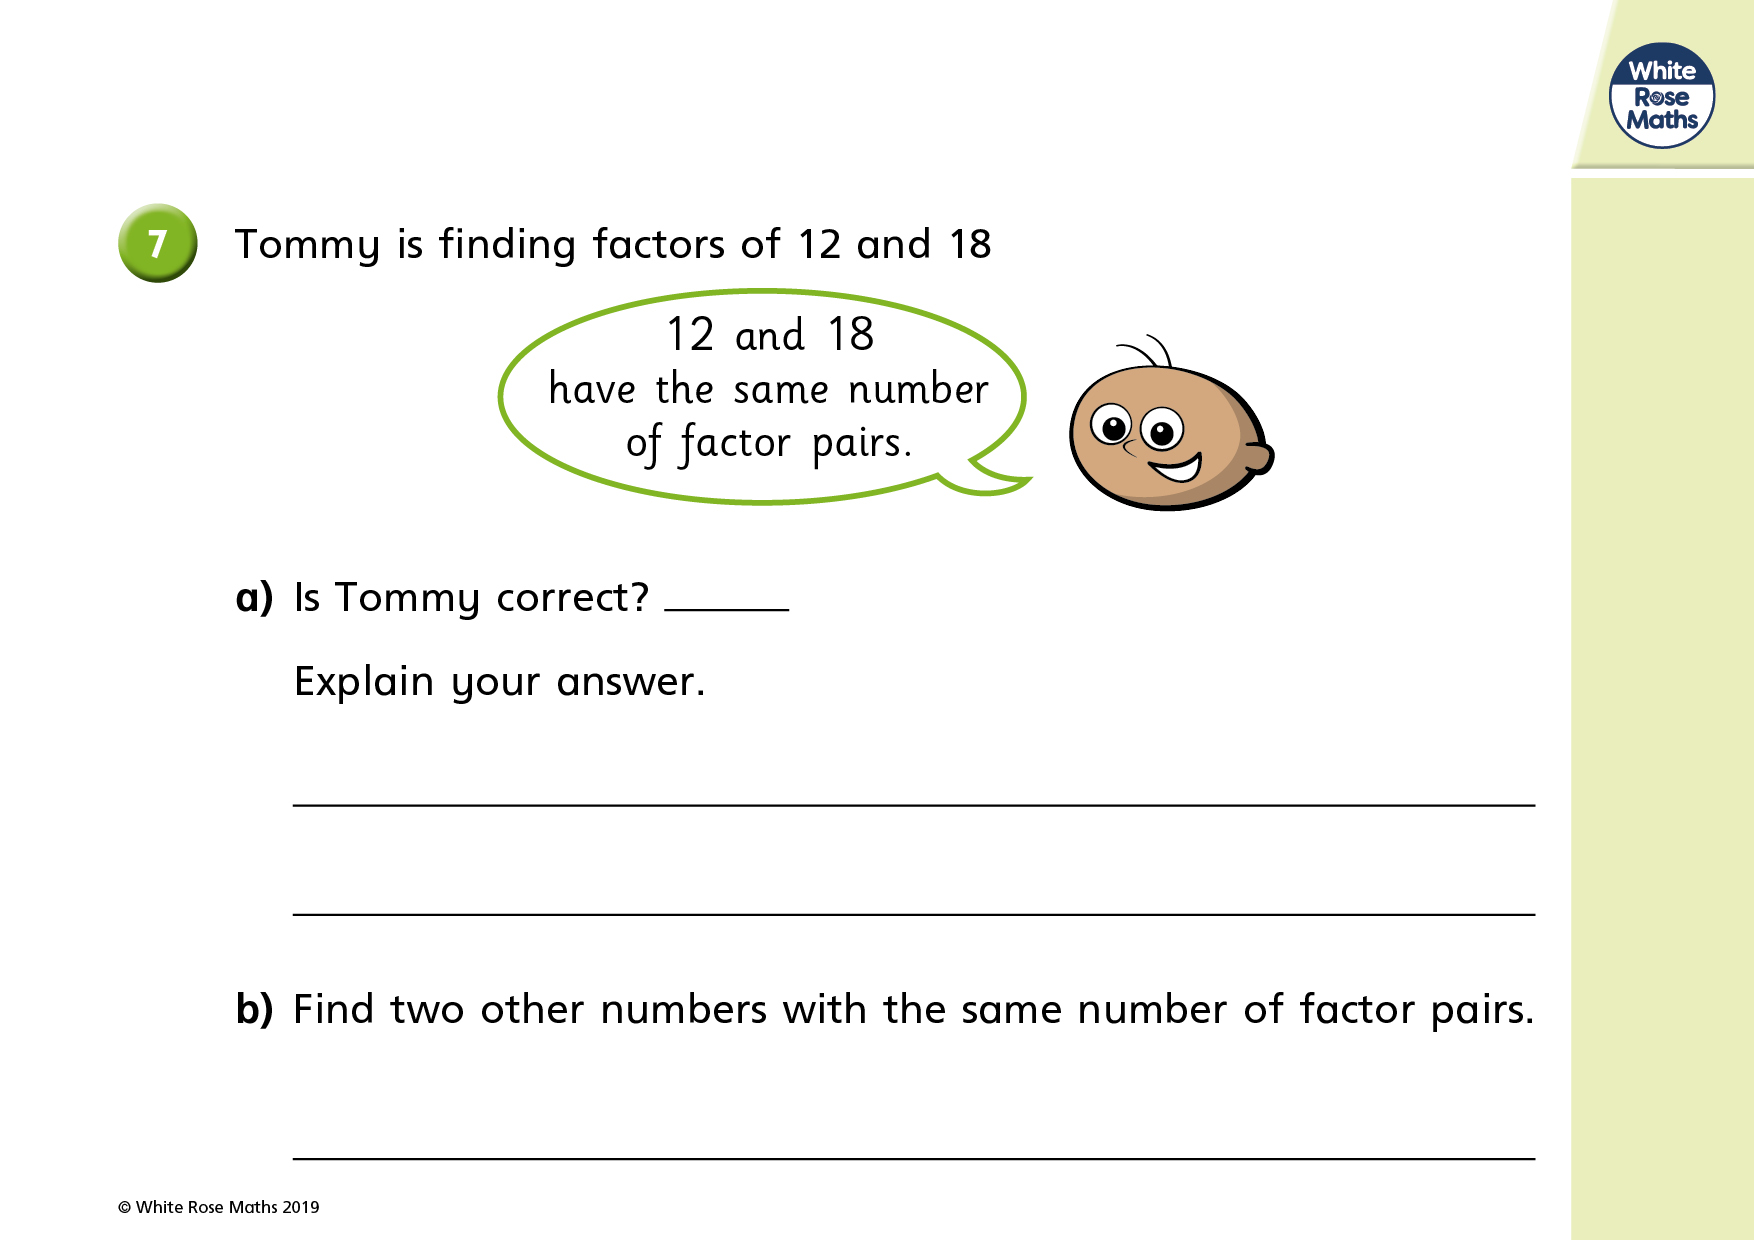 White
Rose
Maths
7 Tommy is finding factors of 12 and 18
12 and 18
have the same number
of factor pairs.
a) Is Tommy correct? ______
Explain your answer.
b) Find two other numbers with the same number of factor pairs.
© White Rose Maths 2019